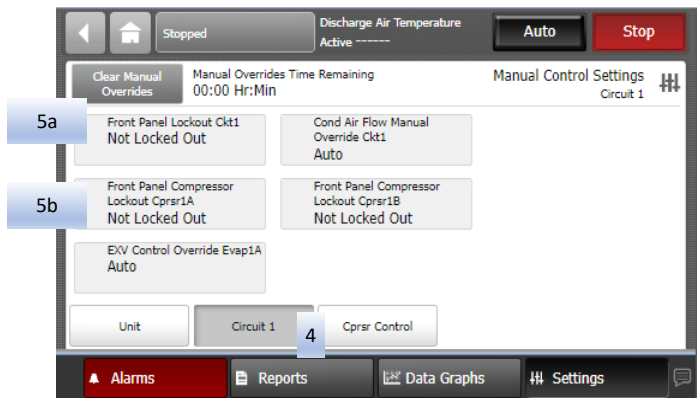 Stopped
Discharge Air Temperature
Active ------
Auto
Stop
Clear Manual
Overrides
Manual Overrides Time Remaining
00:00 Hr:Min
Manual Control Settings
Circuit 1
5a
Front Panel Lockout Ckt1
Not Locked Out
Cond Air Flow Manual
Override Ckt1
Auto
5b
Front Panel Compressor
Lockout Cprsr1A
Not Locked Out
Front Panel Compressor
Lockout Cprsr1B
Not Locked Out
EXV Control Override Evap1A
Auto
Unit
Circuit 1
4
Cprsr Control
Alarms
Reports
Data Graphs
Settings